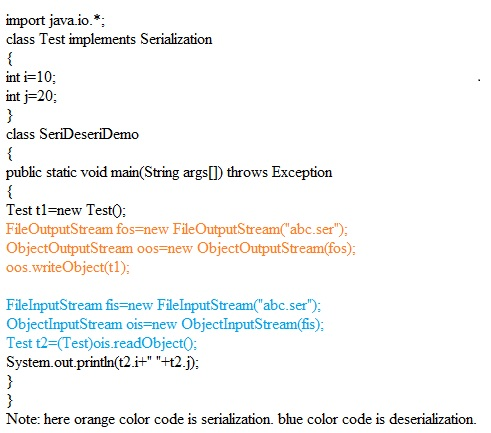 import java.io.*;
class Test implements Serialization
{
int i=10;
int j=20;
}
class SeriDeseriDemo
{
public static void main(String args[]) throws Exception
{
Test t1=new Test();
FileOutputStream fos=new FileOutputStream("abc.ser");
ObjectOutputStream oos=new ObjectOutputStream(fos);
oos.writeObject(t1);
FileInputStream fis=new FileInputStream("abc.ser");
ObjectInputStream ois=new ObjectInputStream(fis);
Test t2=(Test)ois.readObject();
System.out.println(t2.i+" "+t2.j);
}
}
Note: here orange color code is serialization. blue color code is deserialization.